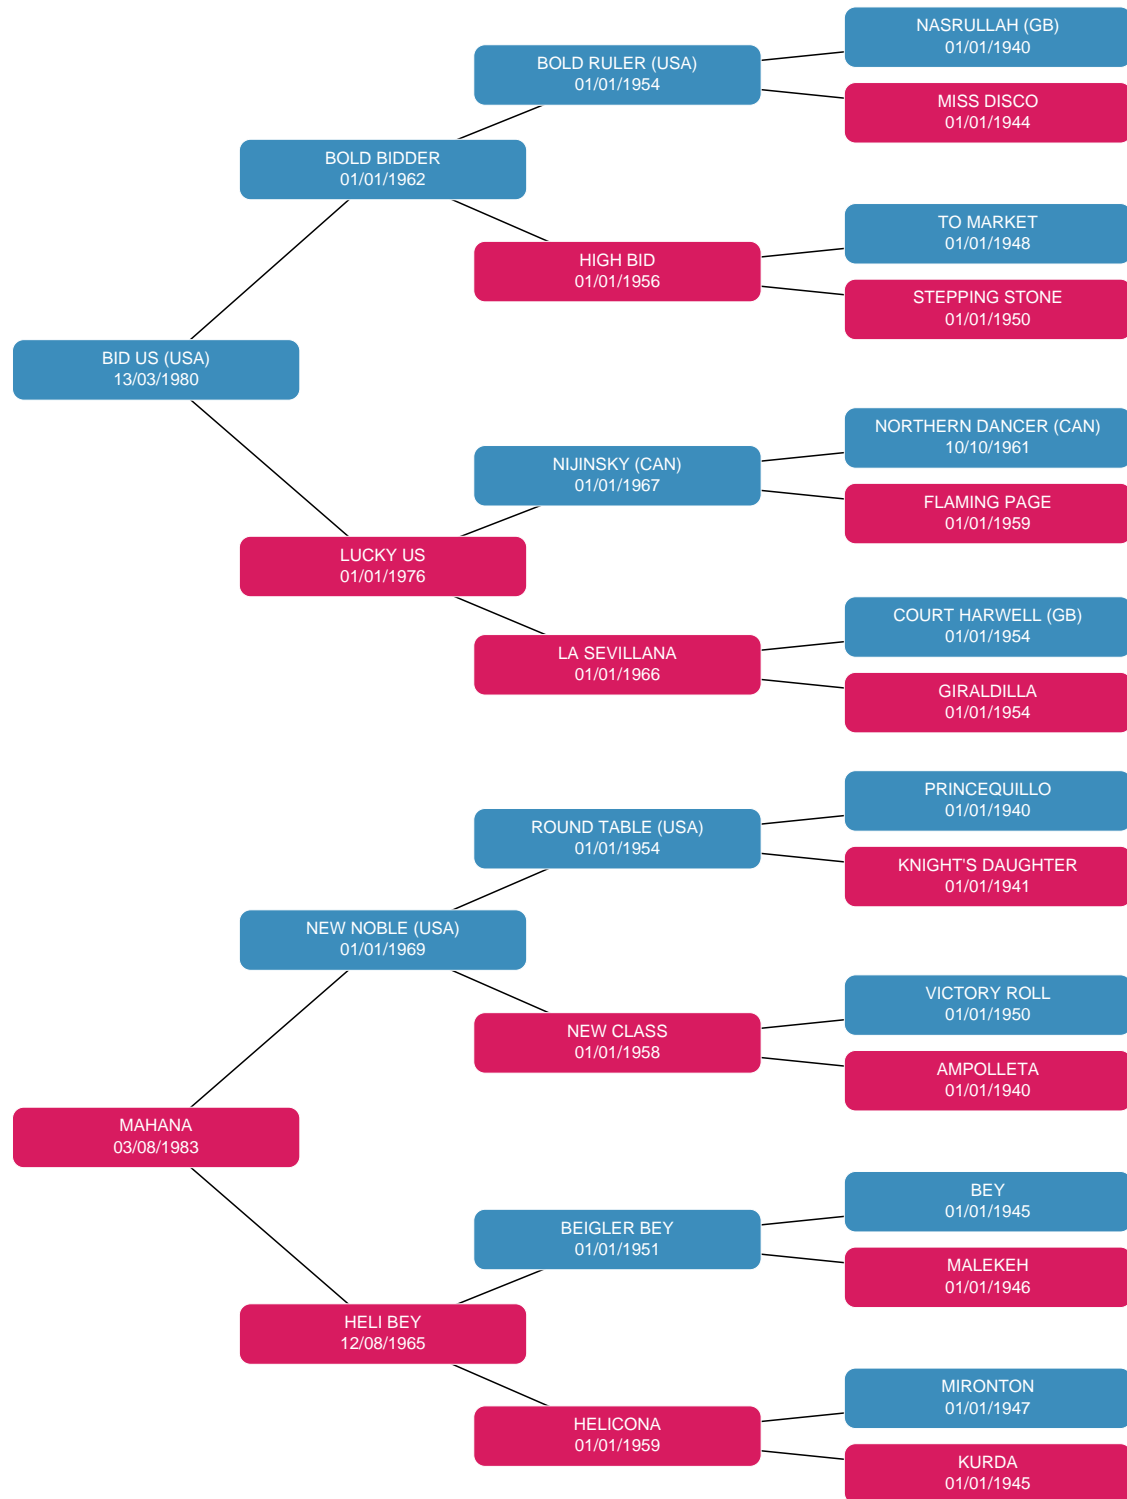 NASRULLAH (GB)
01/01/1940
BOLD RULER (USA)
01/01/1954
MISS DISCO
01/01/1944
BOLD BIDDER
01/01/1962
TO MARKET
01/01/1948
HIGH BID
01/01/1956
STEPPING STONE
01/01/1950
BID US (USA)
13/03/1980
NORTHERN DANCER (CAN)
10/10/1961
NIJINSKY (CAN)
01/01/1967
FLAMING PAGE
01/01/1959
LUCKY US
01/01/1976
COURT HARWELL (GB)
01/01/1954
LA SEVILLANA
01/01/1966
GIRALDILLA
01/01/1954
PRINCEQUILLO
01/01/1940
ROUND TABLE (USA)
01/01/1954
KNIGHT'S DAUGHTER
01/01/1941
NEW NOBLE (USA)
01/01/1969
VICTORY ROLL
01/01/1950
NEW CLASS
01/01/1958
AMPOLLETA
01/01/1940
MAHANA
03/08/1983
BEY
01/01/1945
BEIGLER BEY
01/01/1951
MALEKEH
01/01/1946
HELI BEY
12/08/1965
MIRONTON
01/01/1947
HELICONA
01/01/1959
KURDA
01/01/1945